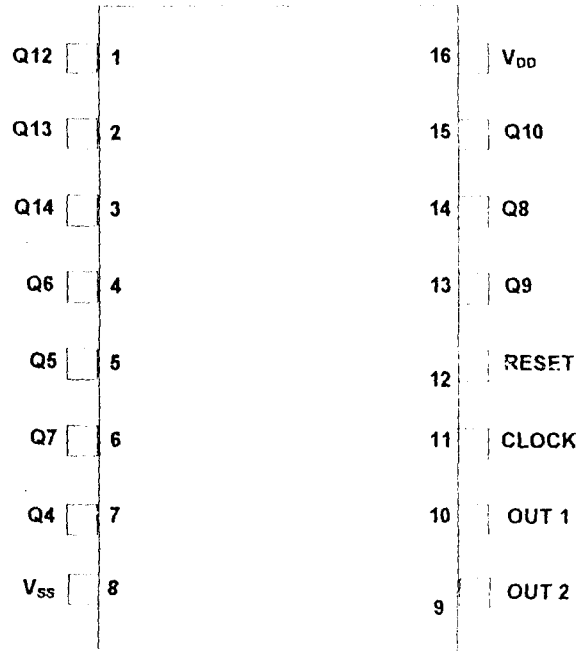 Q12 1 16 VDD
Q13 2 15 Q10
Q14 3 14 Q8
Q6 4 13 Q9
Q5 5 12 RESET
Q7 6 11 CLOCK
Q4 7 10 OUT 1
VSS 8 9 OUT 2